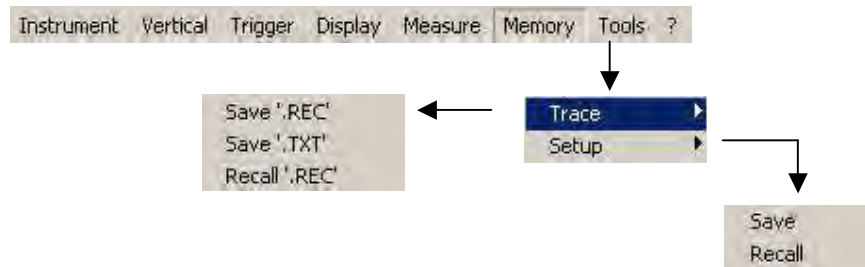 Instrument Vertical Trigger Display Measure Memory Tools ?
Trace
Setup
Save '.REC'
Save '.TXT'
Recall '.REC'
Save
Recall